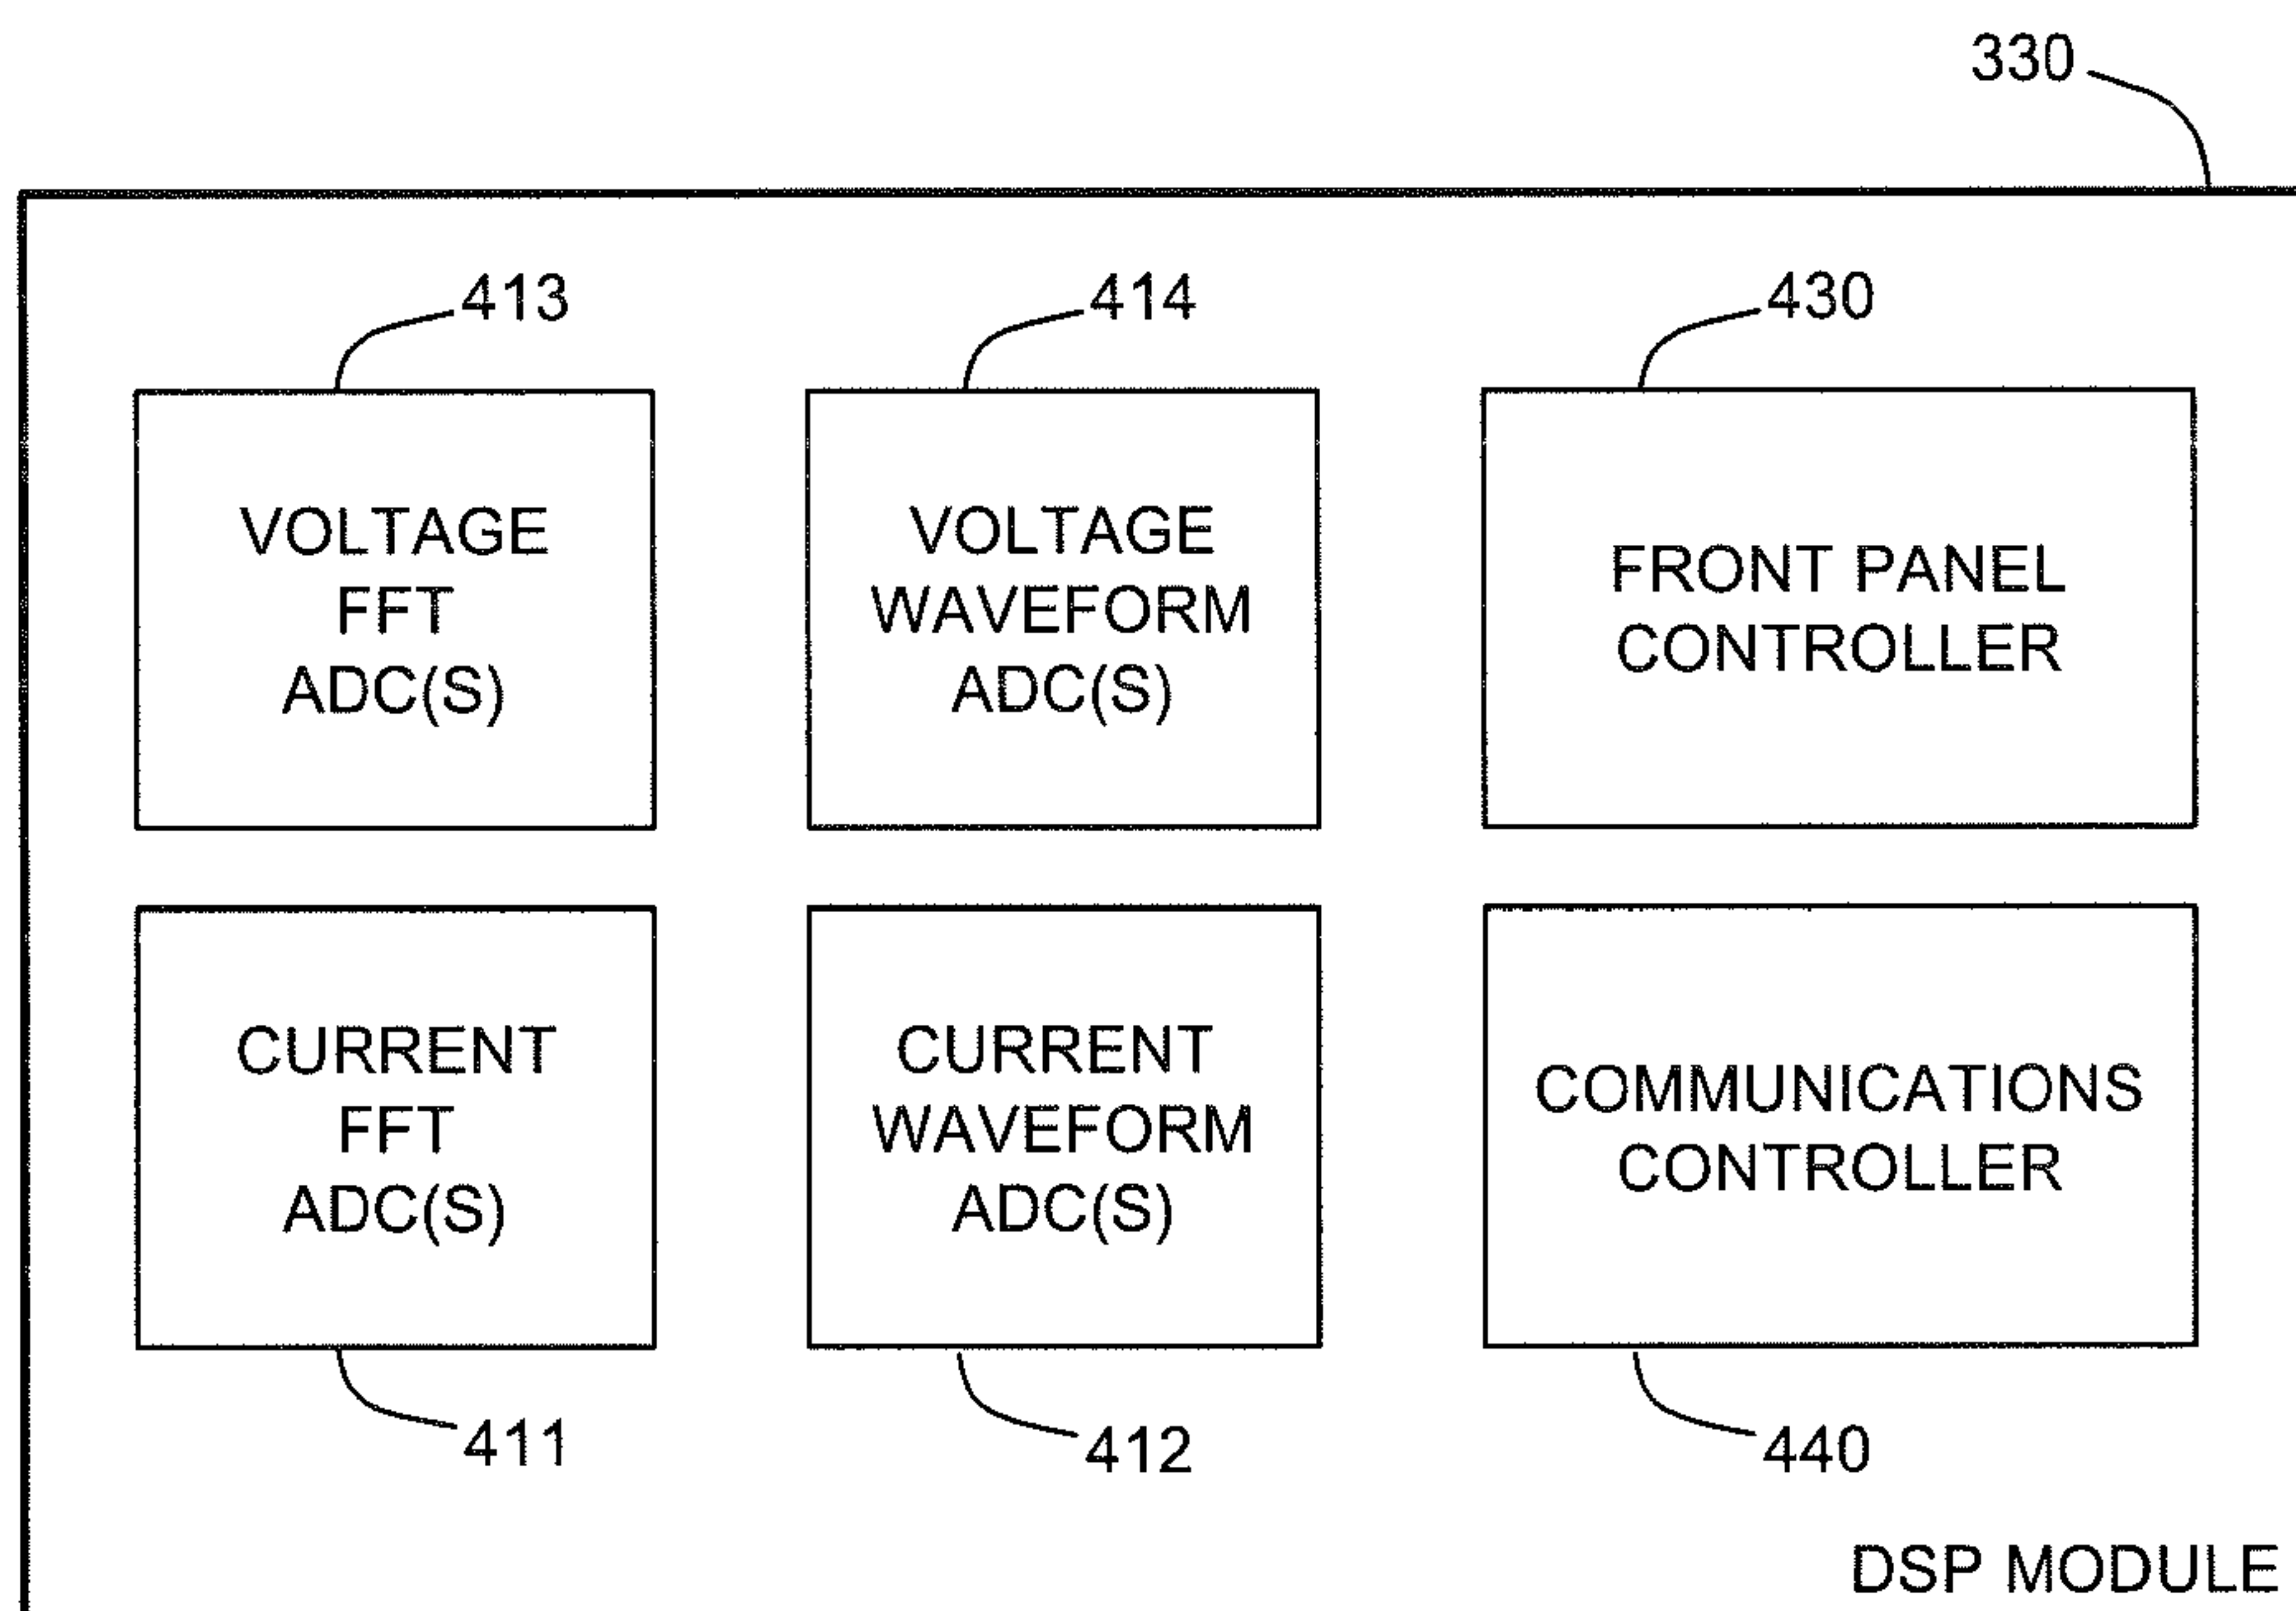 330
413
414
430
VOLTAGE
FFT
ADC(S)
VOLTAGE
WAVEFORM
ADC(S)
FRONT PANEL
CONTROLLER
CURRENT
FFT
ADC(S)
CURRENT
WAVEFORM
ADC(S)
COMMUNICATIONS
CONTROLLER
411
412
440
DSP MODULE